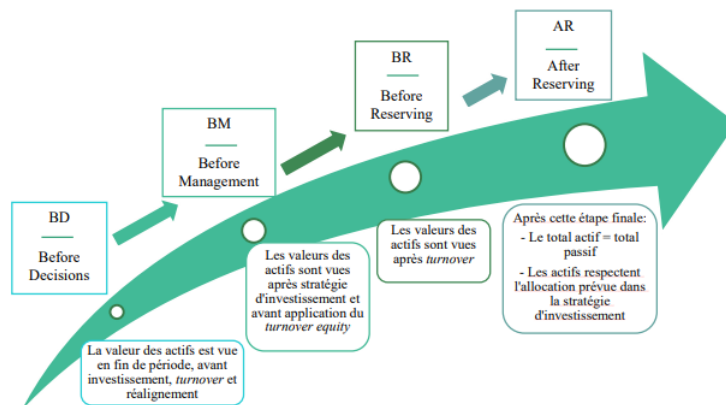 BD
Before
Decisions
La valeur des actifs est vue
en fin de période, avant
investissement, turnover et
réalignement
BM
Before
Management
Les valeurs des
actifs sont vues
après stratégie
d'investissement et
avant application du
turnover equity
BR
Before
Reserving
Les valeurs des
actifs sont vues
après turnover
AR
After
Reserving
Après cette étape finale:
- Le total actif = total
passif
- Les actifs respectent
l'allocation prévue dans
la stratégie
d'investissement